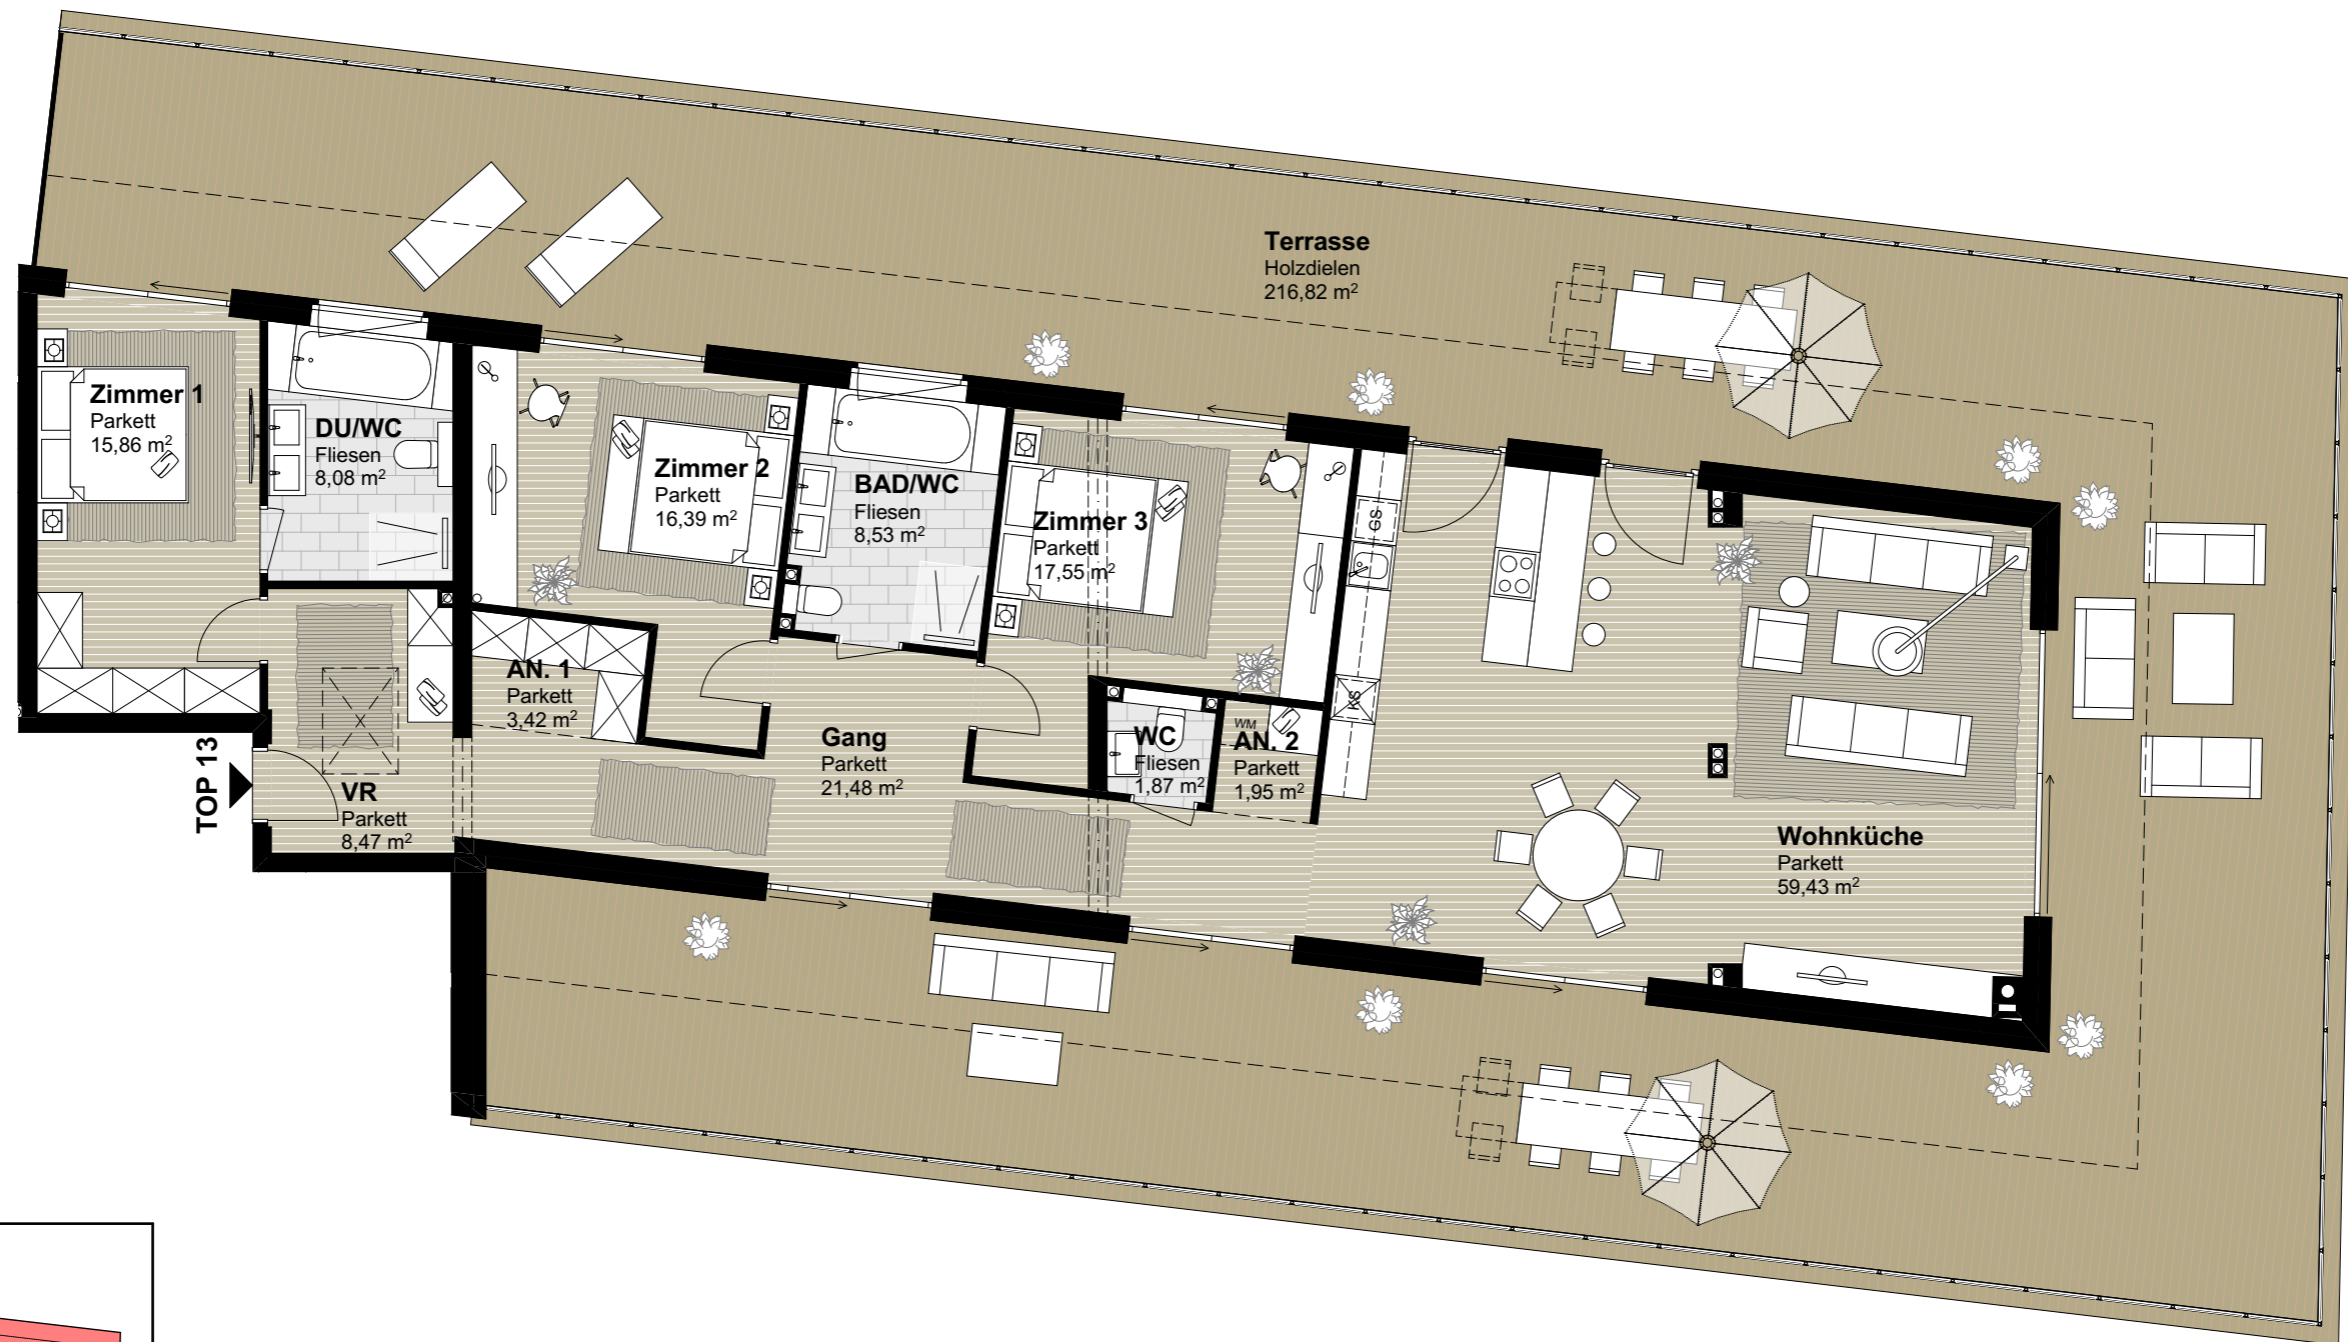 Terrasse
Holzdielen
216,82 m²
Zimmer 1
Parkett
15,86 m²
DU/WC
Fliesen
8,08 m²
Zimmer 2
Parkett
16,39 m²
BAD/WC
Fliesen
8,53 m²
Zimmer 3
Parkett
17,55 m²
GS
KS
AN. 1
Parkett
3,42 m²
Gang
Parkett
21,48 m²
WC
Fliesen
1,87 m²
WM
AN. 2
Parkett
1,95 m²
TOP 13
VR
Parkett
8,47 m²
Wohnküche
Parkett
59,43 m²